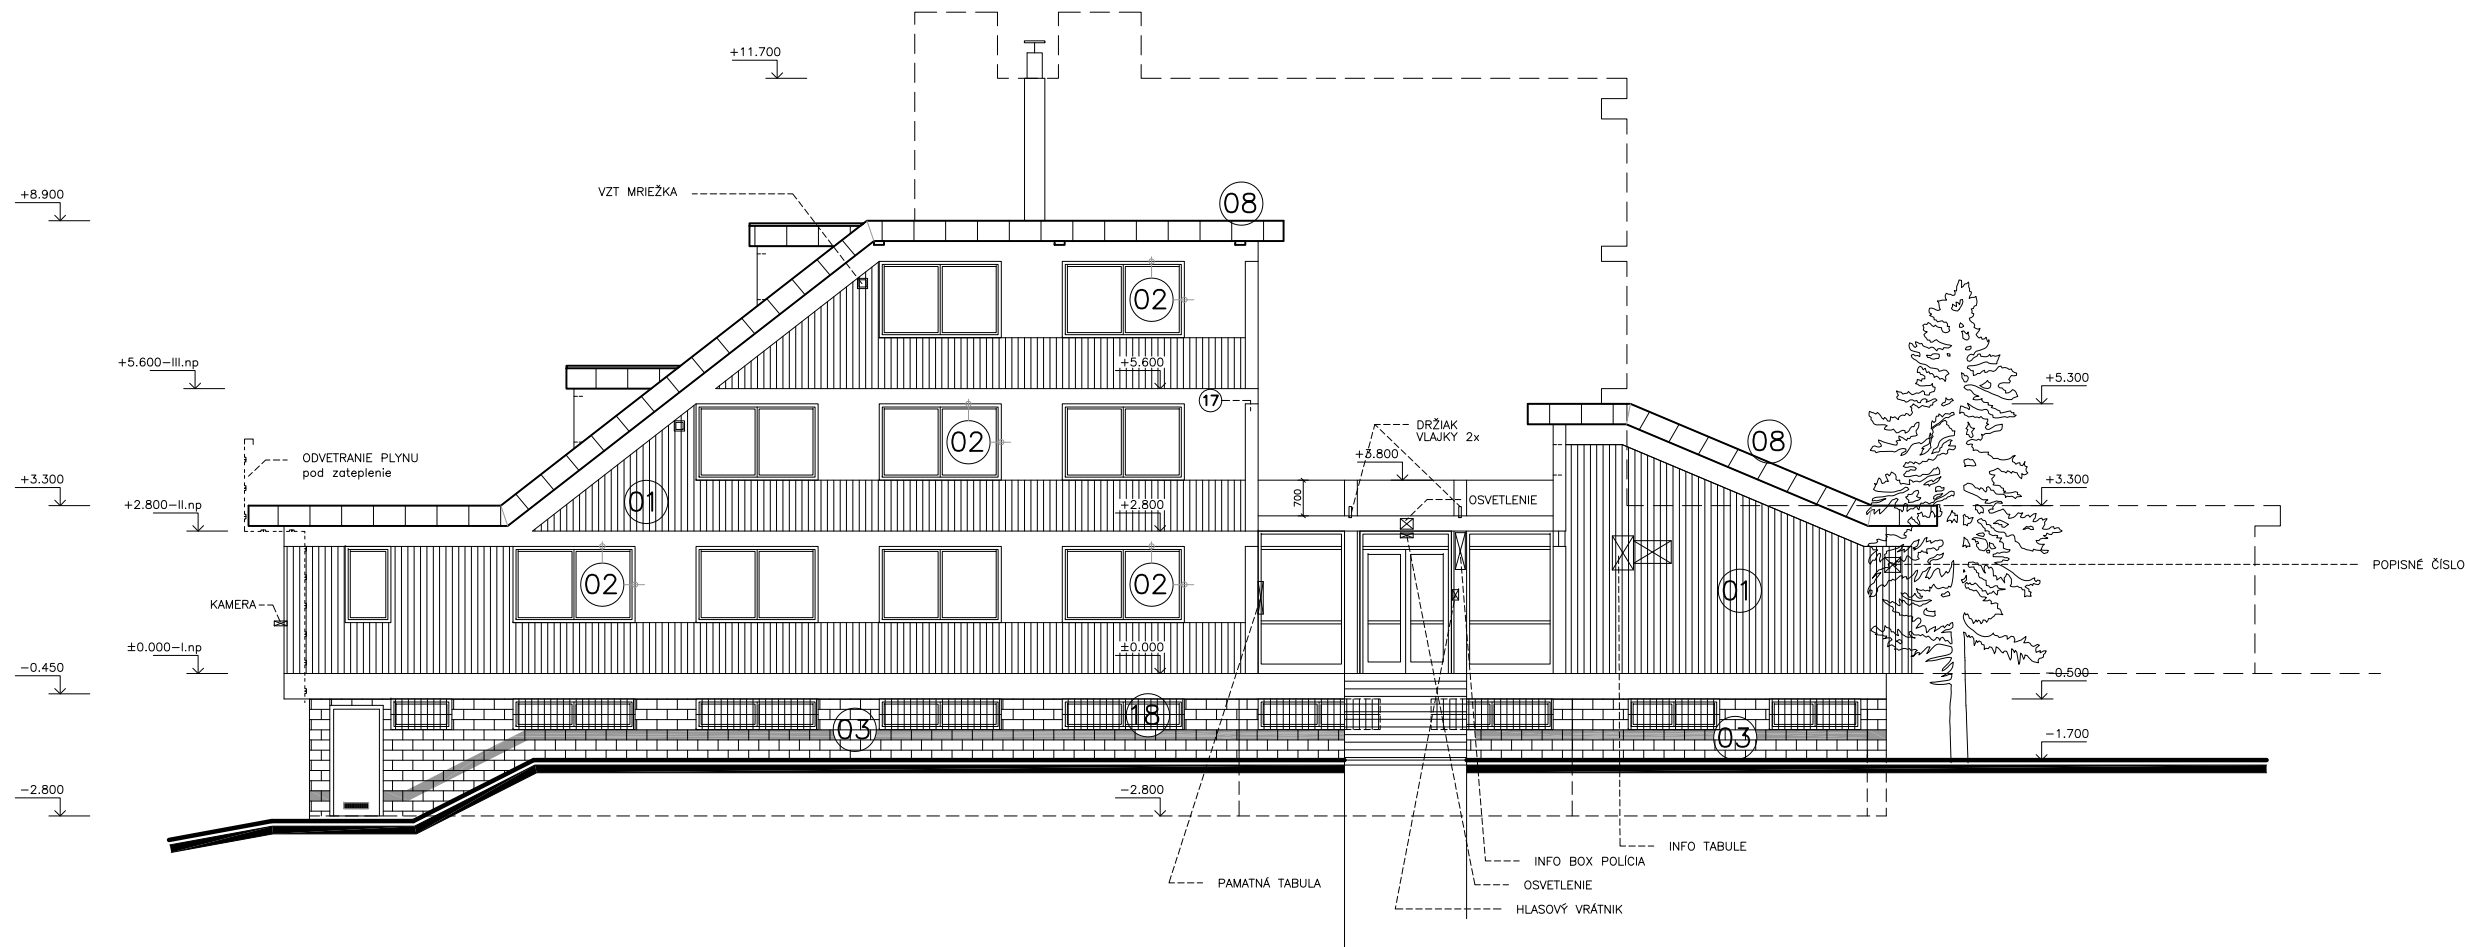 +11.700
+8.900
VZT MRIEŽKA
08
02
+5.600-III.np
+5.600
+5.300
17
DRŽIAK
VLAJKY 2x
02
08
+3.800
ODVETRANIE PLYNU
pod zateplenie
+3.300
+3.300
01
700
OSVETLENIE
+2.800-II.np
+2.800
POPISNÉ ČÍSLO
02
02
01
KAMERA
±0.000-I.np
±0.000
-0.450
-0.500
18
03
03
-1.700
-2.800
-2.800
INFO TABULE
INFO BOX POLÍCIA
PAMATNÁ TABULA
OSVETLENIE
HLASOVÝ VRÁTNIK